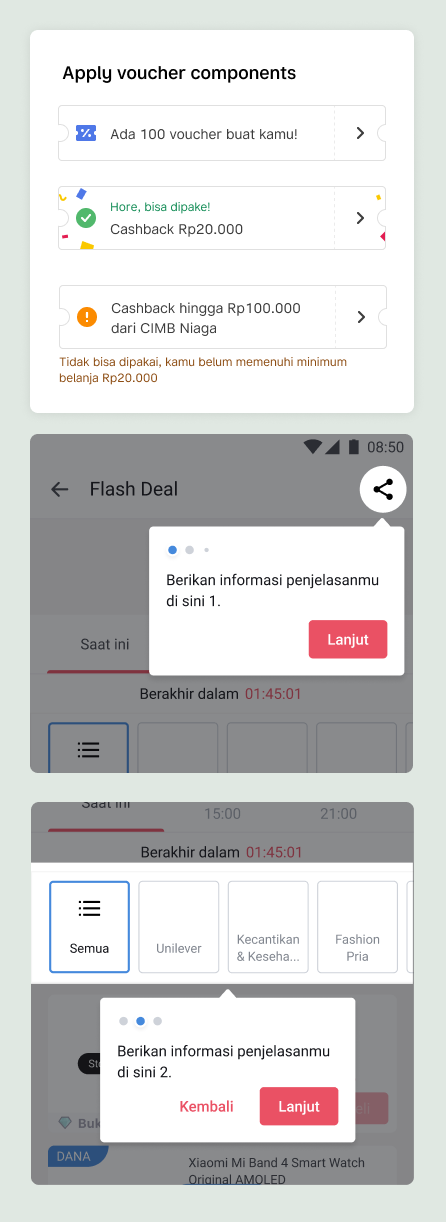 Apply voucher components
Ada 100 voucher buat kamu!
Hore, bisa dipake!
Cashback Rp20.000
Cashback hingga Rp100.000
dari CIMB Niaga
Tidak bisa dipakai, kamu belum memenuhi minimum
belanja Rp20.000
08:50
Flash Deal
Berikan informasi penjelasanmu
di sini 1.
Lanjut
Saat ini
Berakhir dalam 01:45:01
Saat ini
15:00
21:00
Berakhir dalam 01:45:01
Semua
Unilever
Kecantikan
& Keseha...
Fashion
Pria
Berikan informasi penjelasanmu
di sini 2.
Kembali
Lanjut
DANA
Xiaomi Mi Band 4 Smart Watch
Original AMOLED